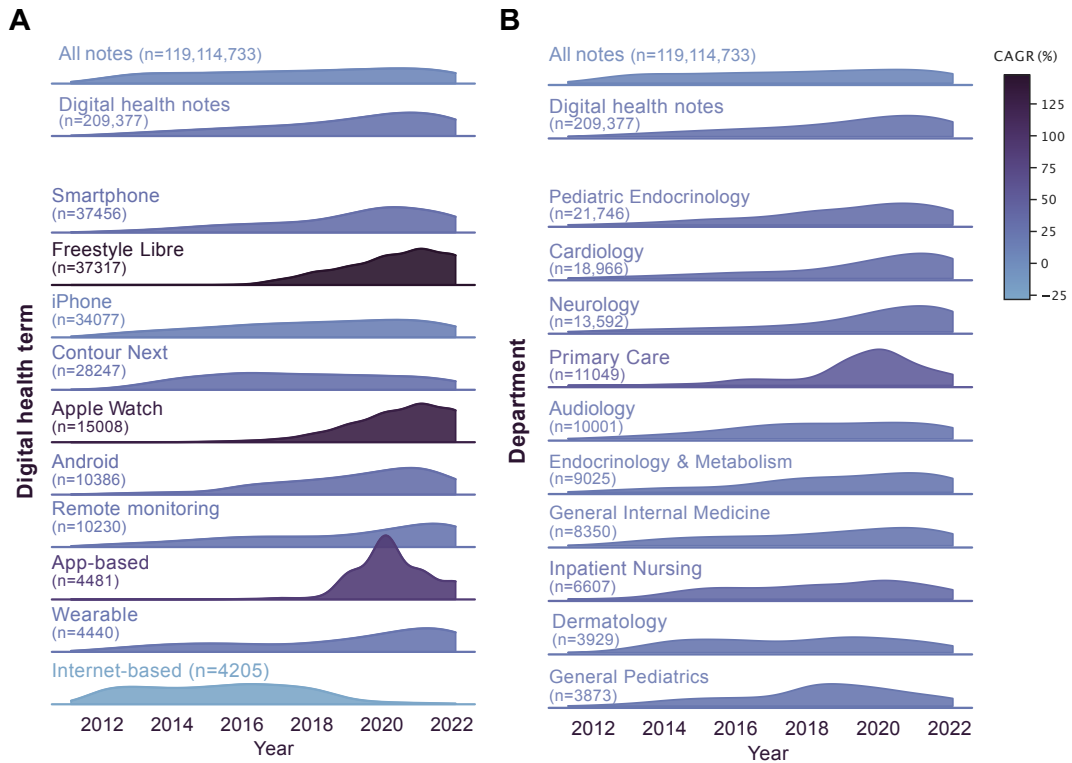 A
All notes (n=119,114,733)
Digital health notes
(n=209,377)
Smartphone
(n=37456)
Freestyle Libre
(n=37317)
iPhone
(n=34077)
Contour Next
(n=28247)
Apple Watch
(n=15008)
Android
(n=10386)
Remote monitoring
(n=10230)
App-based
(n=4481)
Wearable
(n=4440)
Internet-based (n=4205)
Digital health term
2012 2014 2016 2018 2020 2022
Year
B
All notes (n=119,114,733)
Digital health notes
(n=209,377)
Pediatric Endocrinology
(n=21,746)
Cardiology
(n=18,966)
Neurology
(n=13,592)
Primary Care
(n=11049)
Audiology
(n=10001)
Endocrinology & Metabolism
(n=9025)
General Internal Medicine
(n=8350)
Inpatient Nursing
(n=6607)
Dermatology
(n=3929)
General Pediatrics
(n=3873)
Department
2012 2014 2016 2018 2020 2022
Year
CAGR (%)
125
100
75
50
25
0
−25